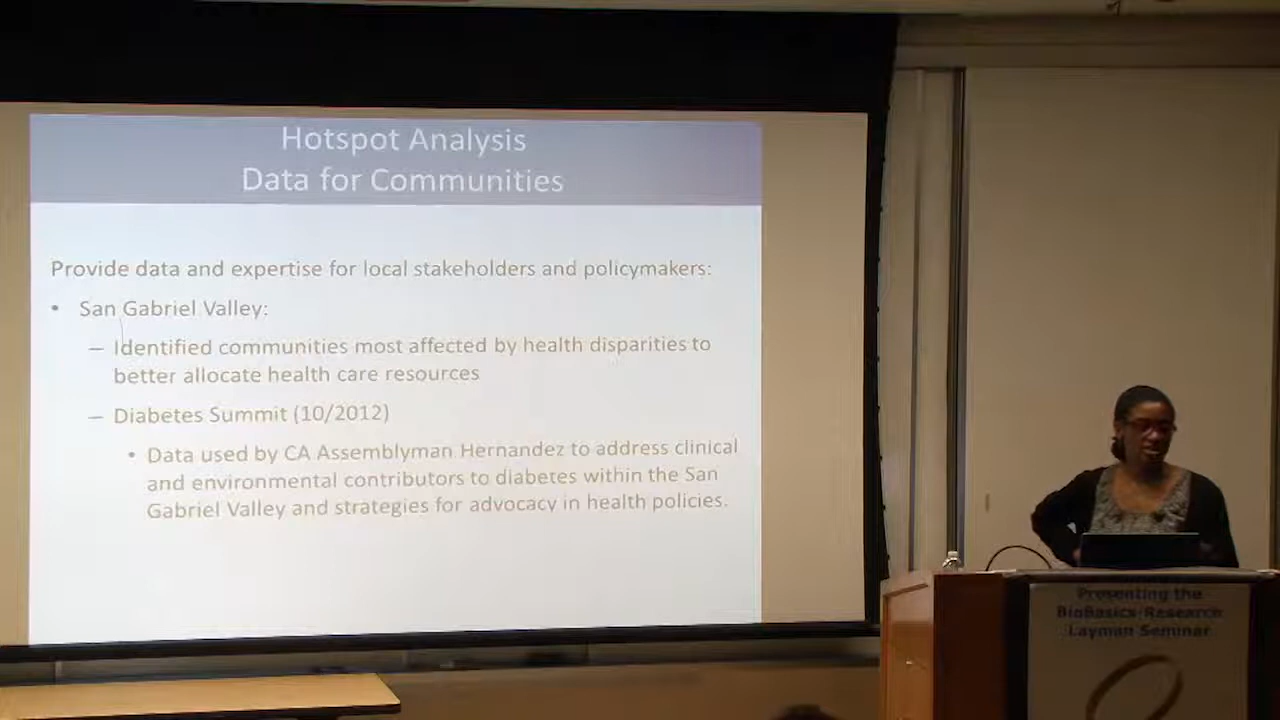 Hotspot Analysis
Data for Communities
Provide data and expertise for local stakeholders and policymakers:
• San Gabriel Valley:
– Identified communities most affected by health disparities to
better allocate health care resources
– Diabetes Summit (10/2012)
• Data used by CA Assemblyman Hernandez to address clinical
and environmental contributors to diabetes within the San
Gabriel Valley and strategies for advocacy in health policies.
Presenting the
BioBasics-Research
Layman Seminar